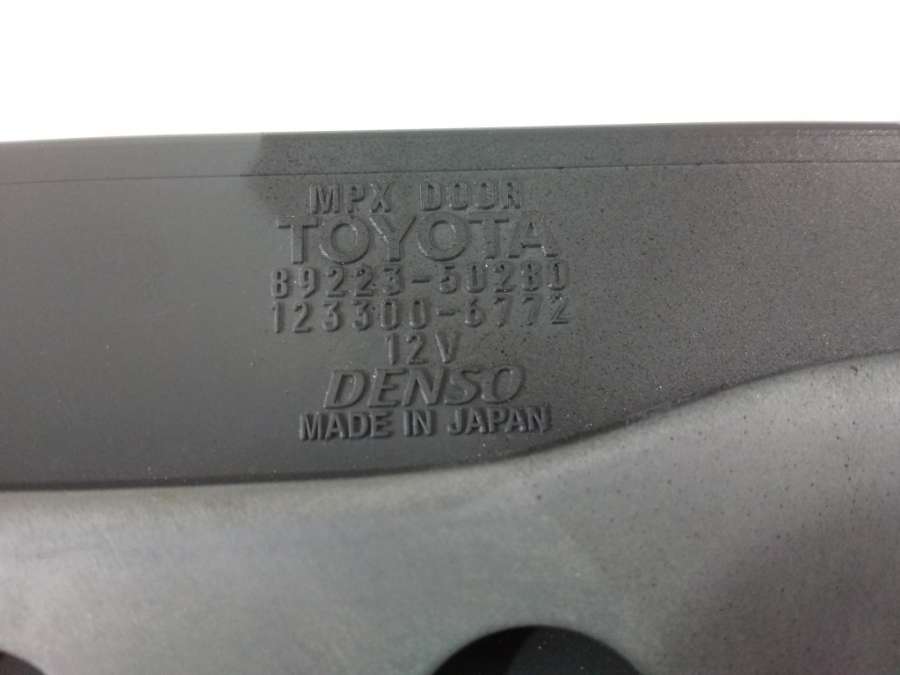 MPX DOOR
TOYOTA
89223-50280
123300-6772
12V
DENSO
MADE IN JAPAN